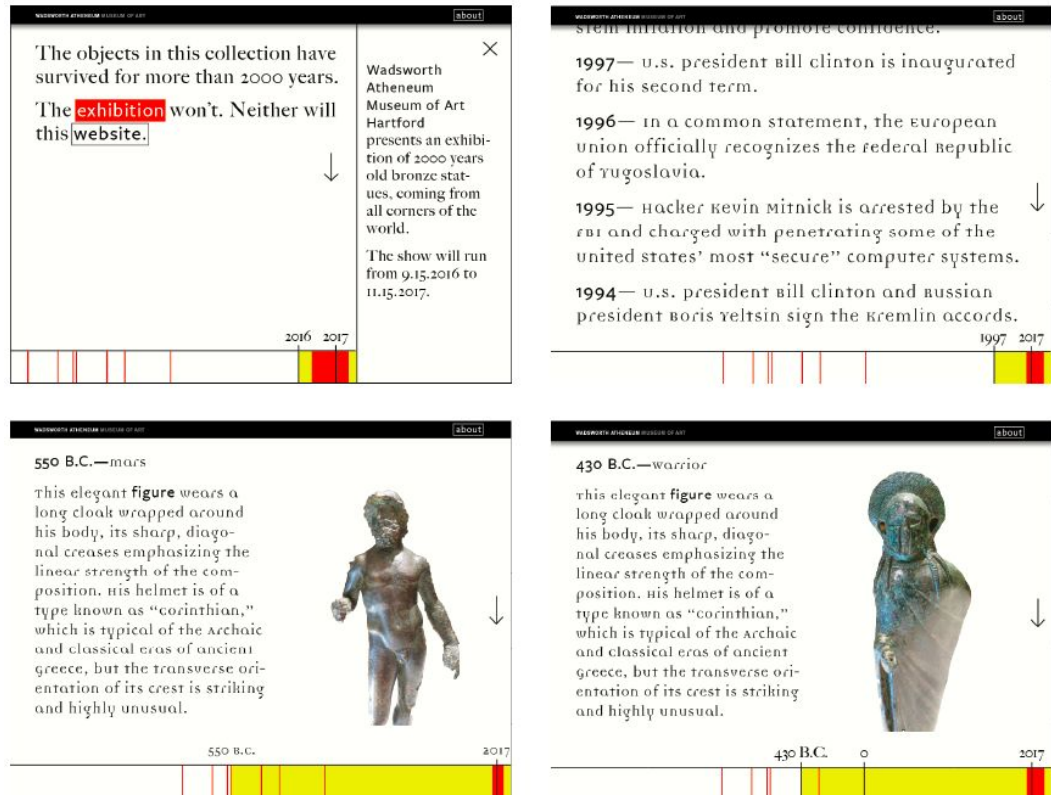 WADSWORTH ATHENEUM MUSEUM OF ART
about
The objects in this collection have
survived for more than 2000 years.
The exhibition won't. Neither will
this website.
Wadsworth
Atheneum
Museum of Art
Hartford
presents an exhibi-
tion of 2000 years
old bronze stat-
ues, coming from
all corners of the
world.
The show will run
from 9.15.2016 to
11.15.2017.
2016 2017
WADSWORTH ATHENEUM MUSEUM OF ART
about
stem inflation and promote confidence.
1997— U.S. president Bill clinton is inaugurated
for his second term.
1996— In a common statement, the European
union officially recognizes the Federal Republic
of Yugoslavia.
1995— Hacker Kevin Mitnick is arrested by the
FBI and charged with penetrating some of the
united states' most “secure” computer systems.
1994— U.S. president Bill clinton and Russian
president Boris Yeltsin sign the Kremlin accords.
1997 2017
WADSWORTH ATHENEUM MUSEUM OF ART
about
550 B.C.—mars
This elegant figure wears a
long cloak wrapped around
his body, its sharp, diago-
nal creases emphasizing the
linear strength of the com-
position. His helmet is of a
type known as “corinthian,”
which is typical of the Archaic
and classical eras of ancient
greece, but the transverse ori-
entation of its crest is striking
and highly unusual.
550 B.C. 2017
WADSWORTH ATHENEUM MUSEUM OF ART
about
430 B.C.—warrior
This elegant figure wears a
long cloak wrapped around
his body, its sharp, diago-
nal creases emphasizing the
linear strength of the com-
position. His helmet is of a
type known as “corinthian,”
which is typical of the Archaic
and classical eras of ancient
greece, but the transverse ori-
entation of its crest is striking
and highly unusual.
430 B.C. 0 2017